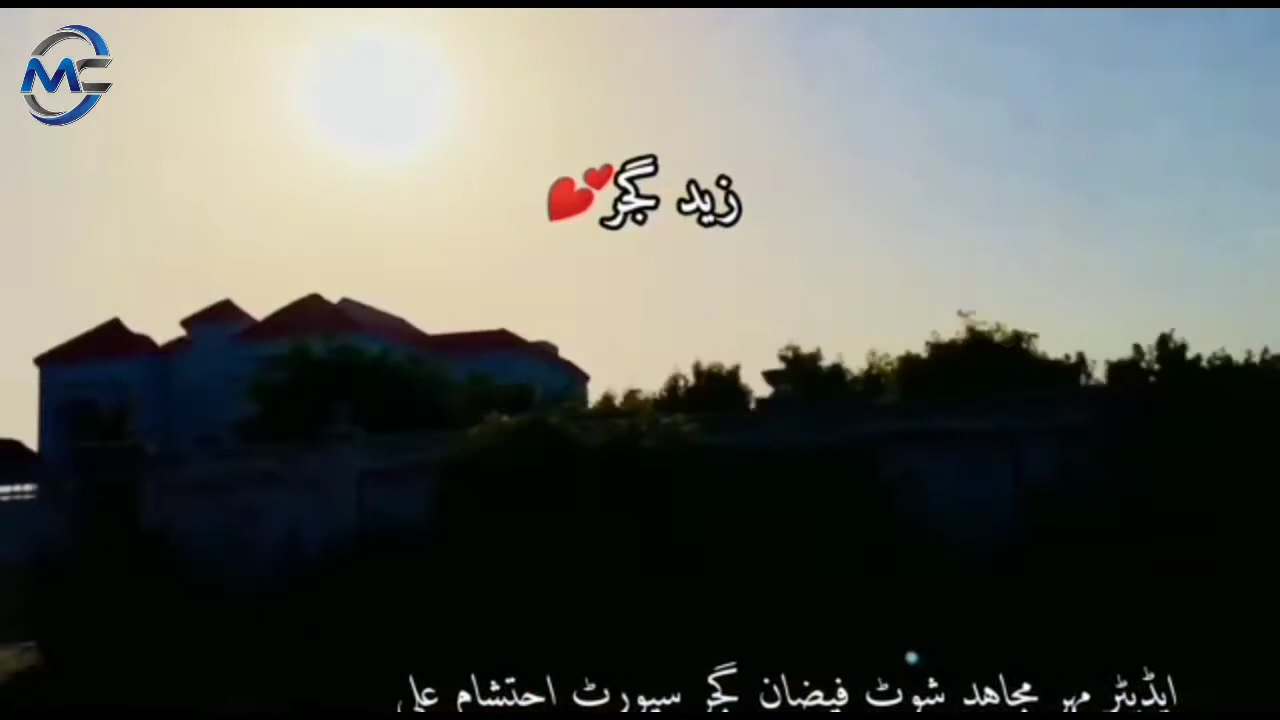 MC
زید گجر💕
ایڈیٹر مہر مجاہد شوٹ فیضان گجر سپورٹ احتشام علی